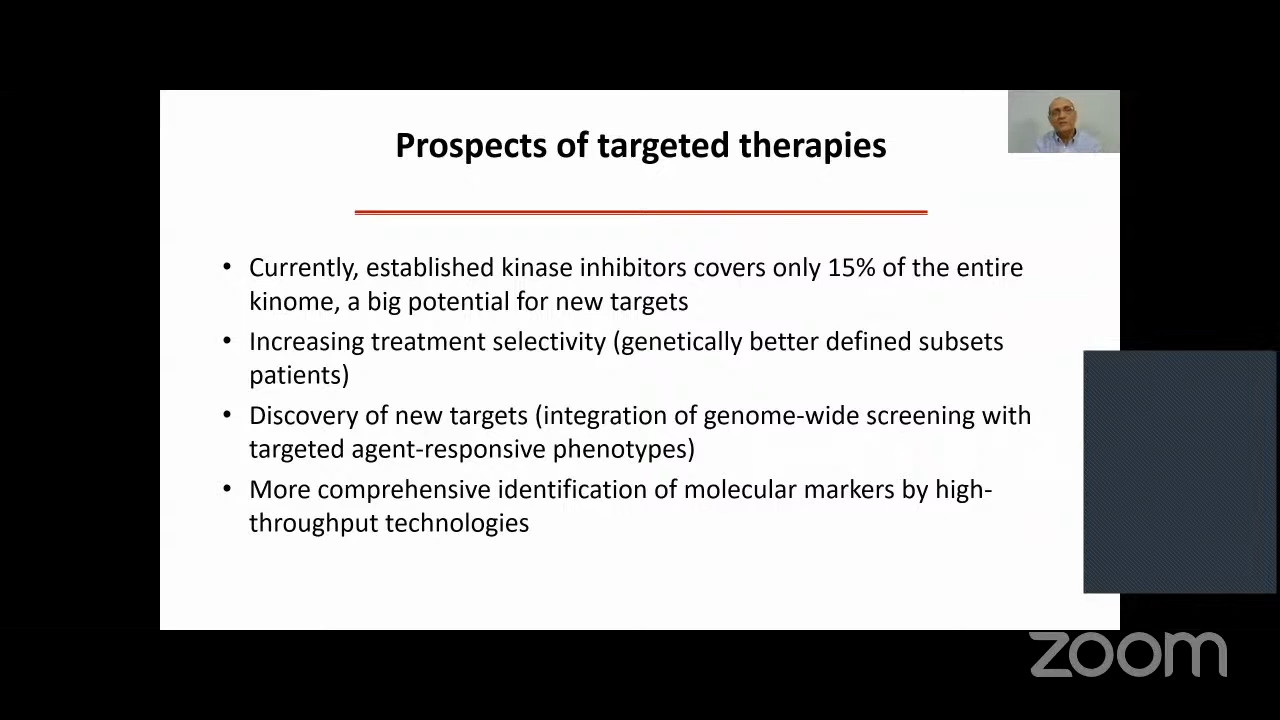 Prospects of targeted therapies
• Currently, established kinase inhibitors covers only 15% of the entire
kinome, a big potential for new targets
• Increasing treatment selectivity (genetically better defined subsets
patients)
• Discovery of new targets (integration of genome-wide screening with
targeted agent-responsive phenotypes)
• More comprehensive identification of molecular markers by high-
throughput technologies
zoom